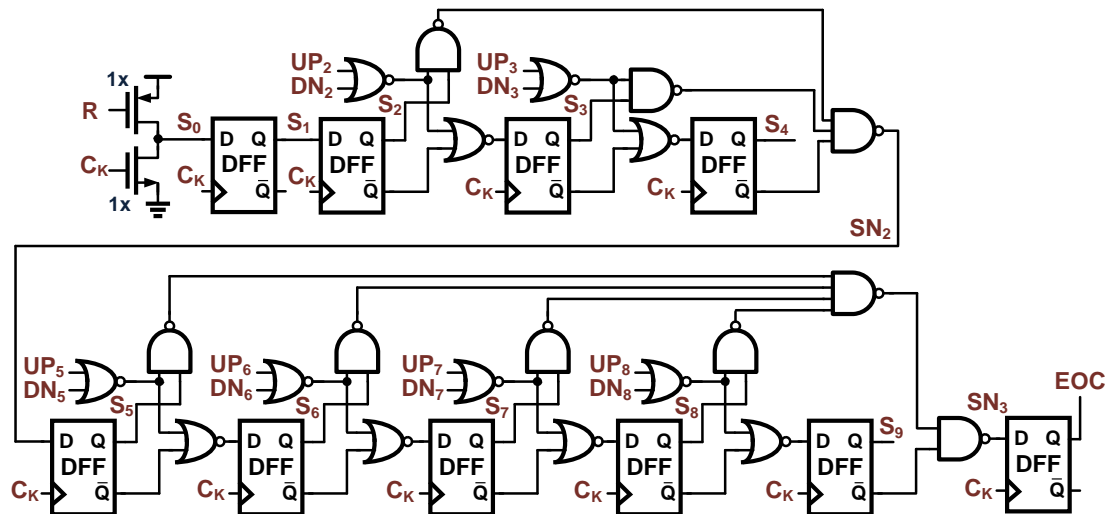 UP2
UP3
DN2
DN3
1x
S2
S3
R
S0
S1
S4
D Q
D Q
D Q
D Q
DFF
DFF
DFF
DFF
CK
CK
CK
CK
CK
Q̅
Q̅
Q̅
Q̅
1x
SN2
UP5
UP6
UP7
UP8
DN5
DN6
DN7
DN8
EOC
S5
S6
S7
S8
SN3
S9
D Q
D Q
D Q
D Q
D Q
D Q
DFF
DFF
DFF
DFF
DFF
DFF
CK
CK
CK
CK
CK
CK
Q̅
Q̅
Q̅
Q̅
Q̅
Q̅